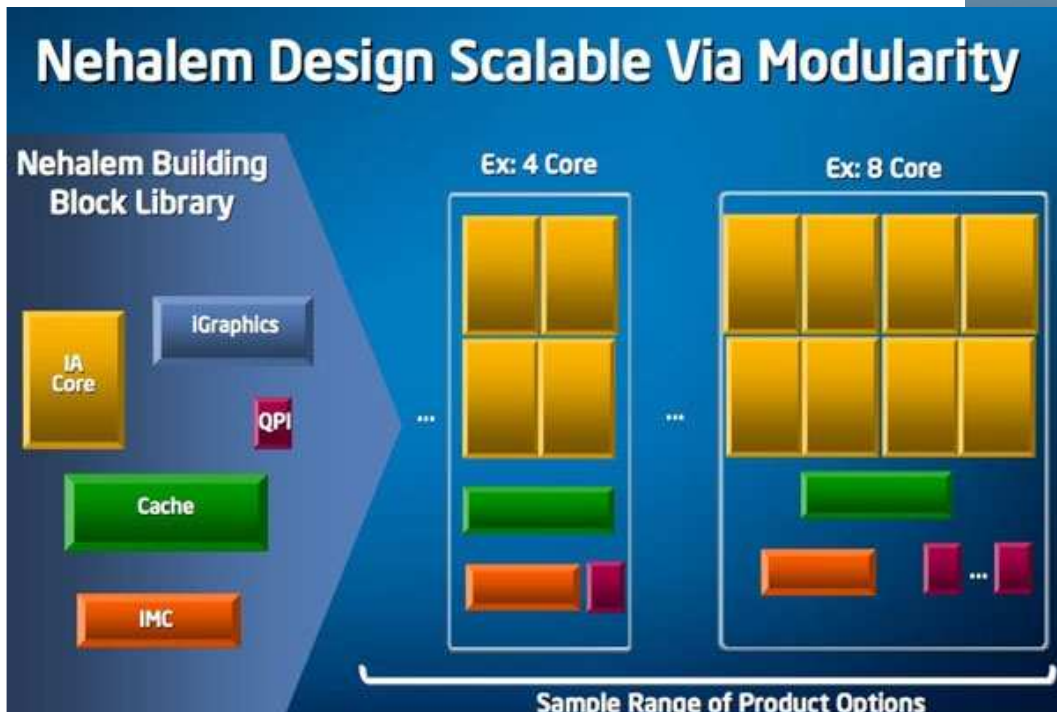 Nehalem Design Scalable Via Modularity
Nehalem Building
Block Library
iGraphics
IA
Core
QPI
Cache
IMC
...
Ex: 4 Core
...
Ex: 8 Core
...
Sample Range of Product Options